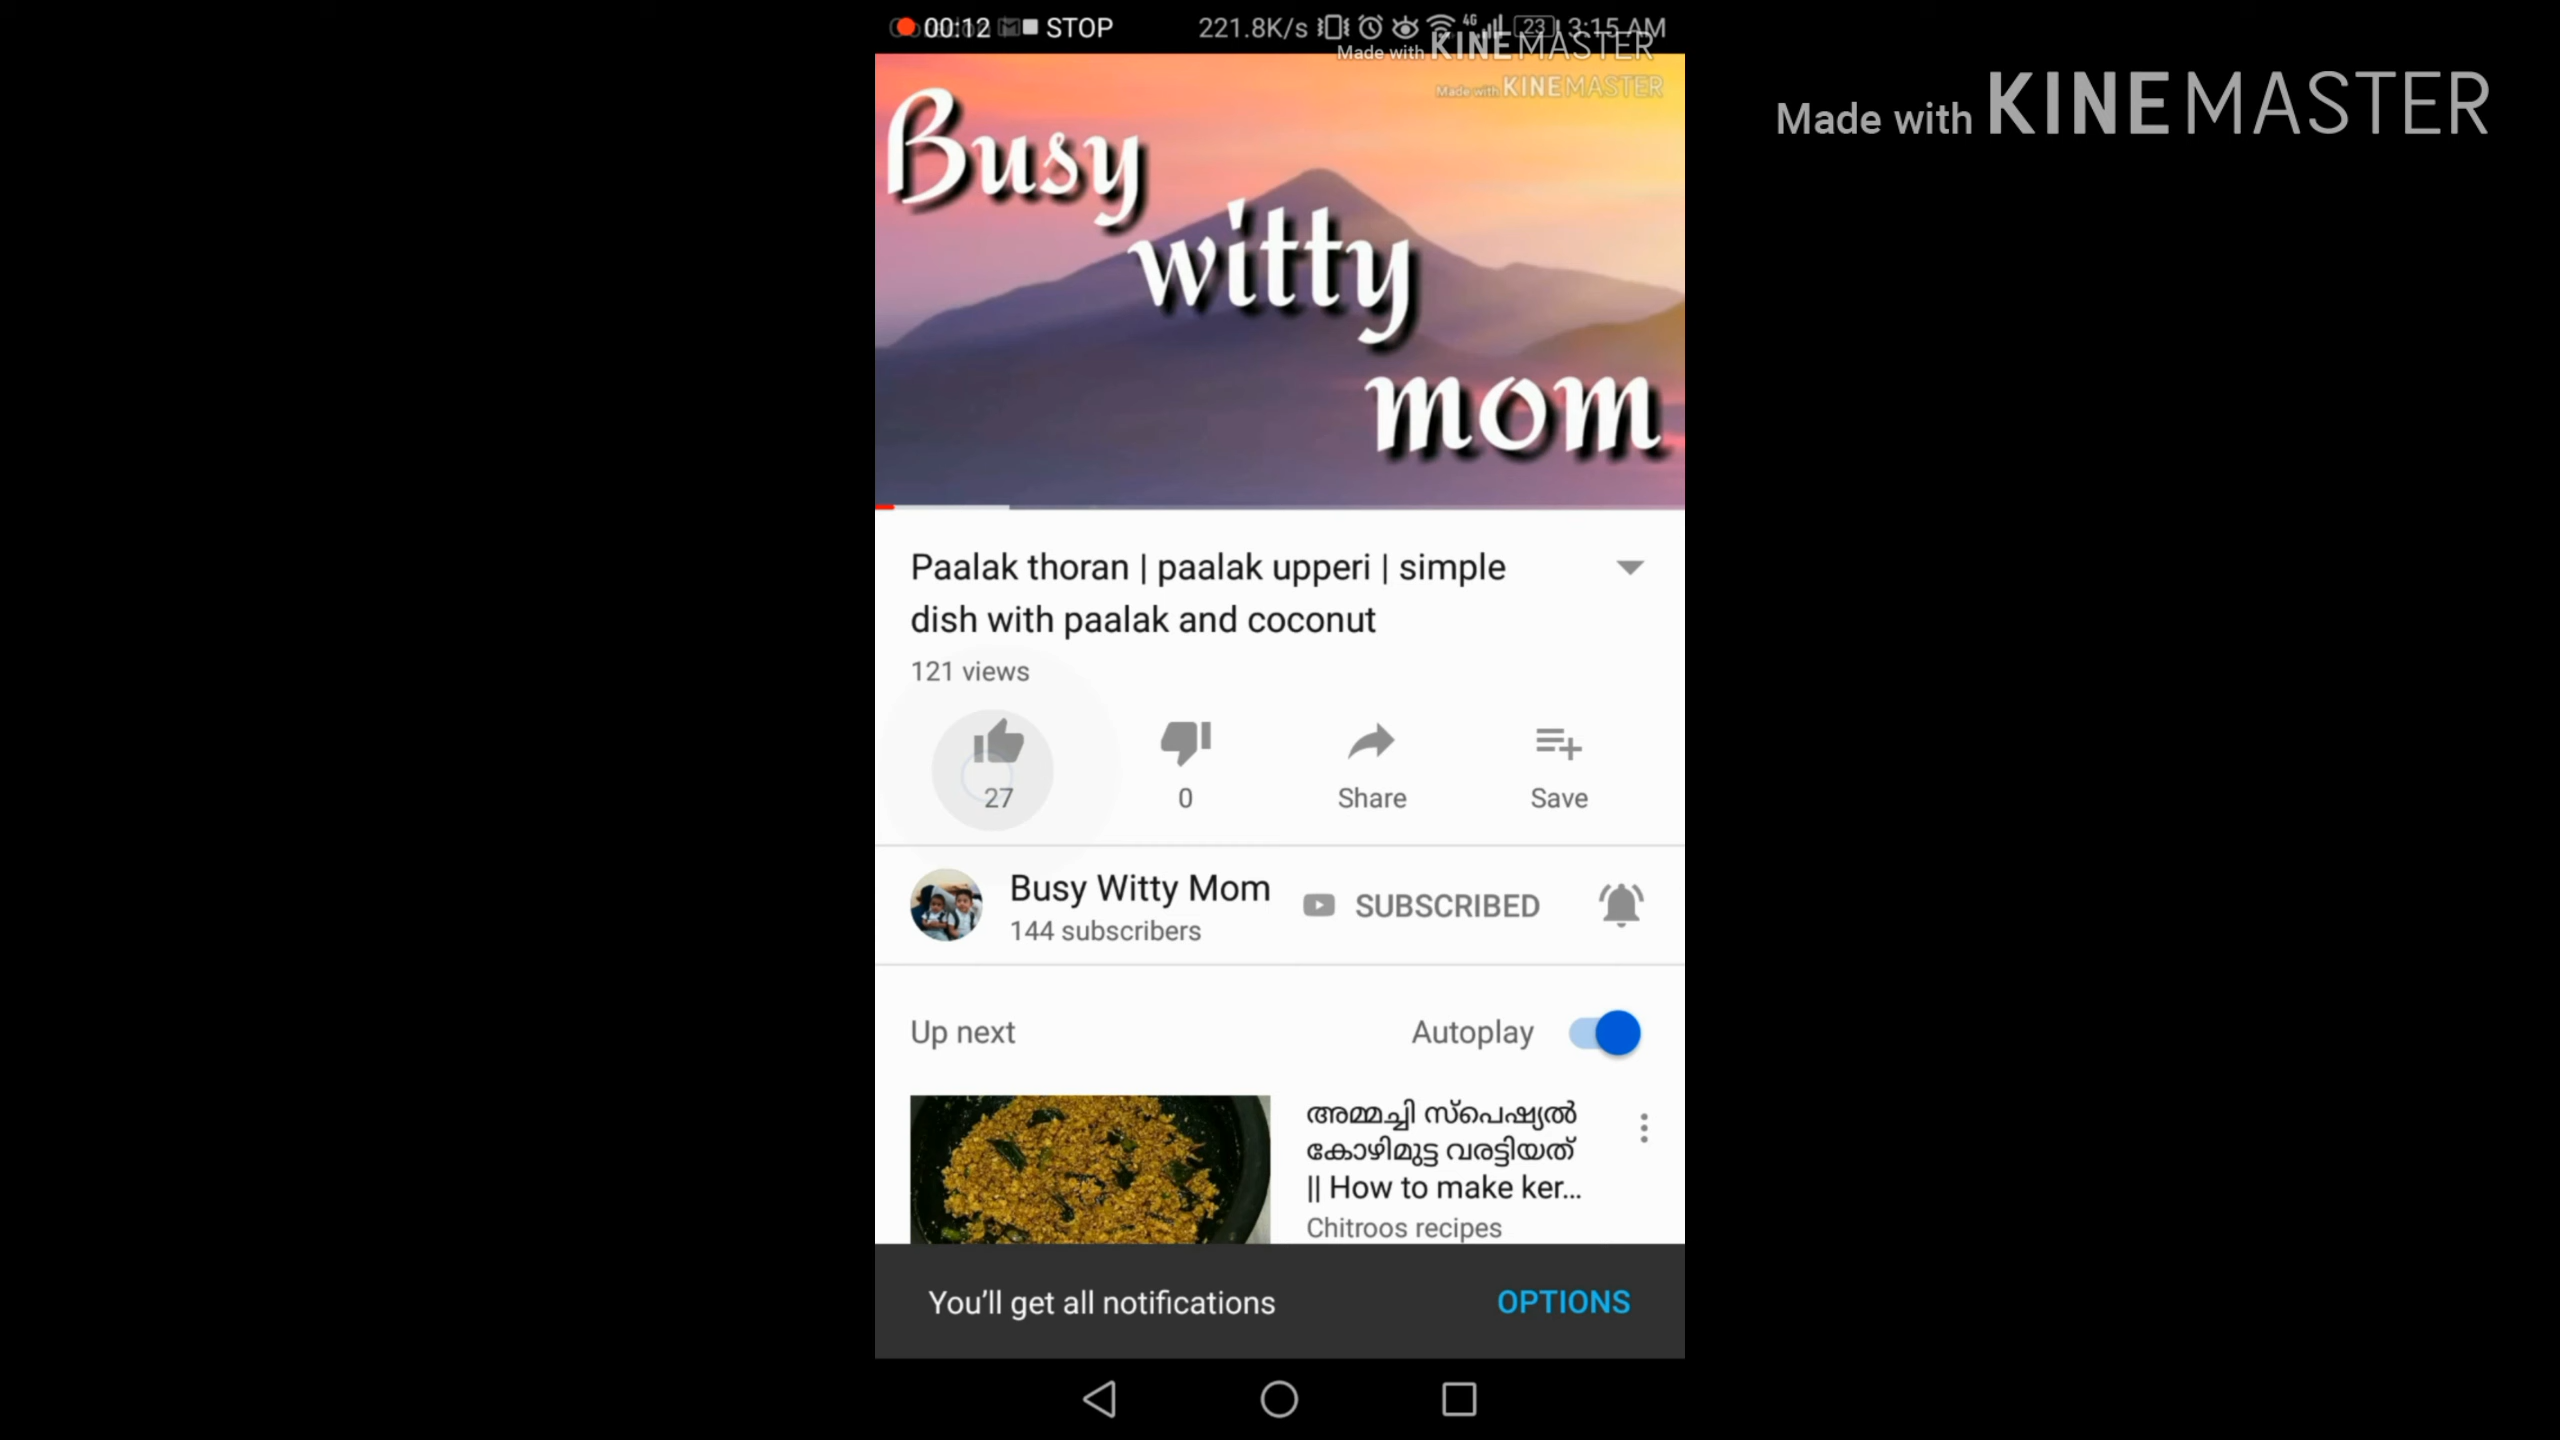 00:12 STOP 221.8K/s 4G 23 3:15 AM
Made with KINEMASTER
Made with KINEMASTER
Made with KINEMASTER
Busy
witty
mom
Paalak thoran | paalak upperi | simple
dish with paalak and coconut
121 views
27 0 Share Save
Busy Witty Mom SUBSCRIBED
144 subscribers
Up next Autoplay
അമ്മച്ചി സ്പെഷ്യൽ
കോഴിമുട്ട വരട്ടിയത്
|| How to make ker...
Chitroos recipes
You'll get all notifications OPTIONS